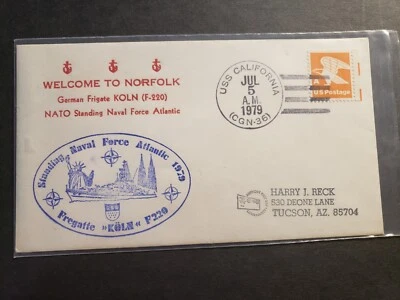 WELCOME TO NORFOLK
German Frigate KOLN (F-220)
NATO Standing Naval Force Atlantic
USS CALIFORNIA
JUL
5
A.M.
1979
(CGN-36)
A
US Postage
Standing Naval Force Atlantic 1979
Fregatte »KÖLN« F220
HARRY J. RECK
530 DEONE LANE
TUCSON, AZ. 85704